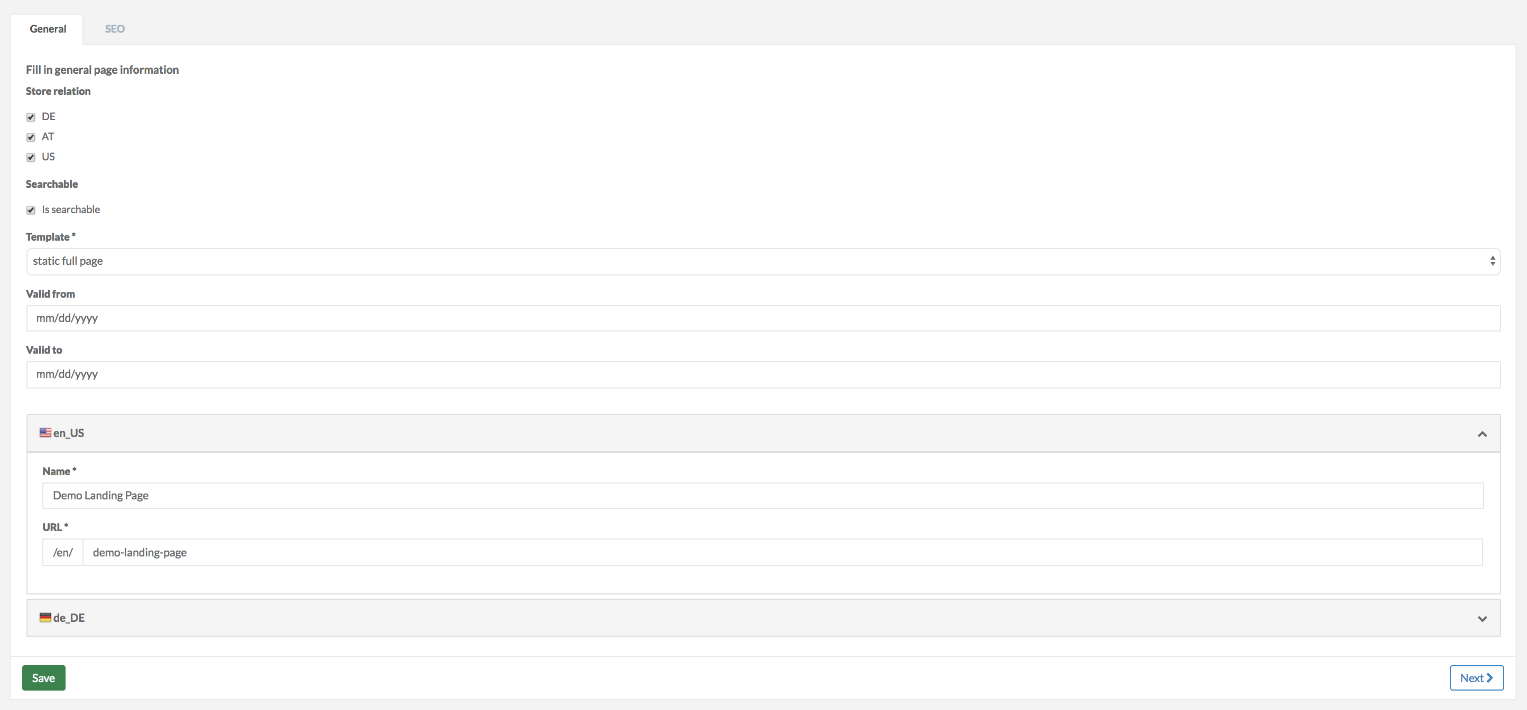 General SEO
Fill in general page information
Store relation
DE
AT
US
Searchable
Is searchable
Template *
static full page
Valid from
mm/dd/yyyy
Valid to
mm/dd/yyyy
en_US
Name *
Demo Landing Page
URL *
/en/ demo-landing-page
de_DE
Save Next